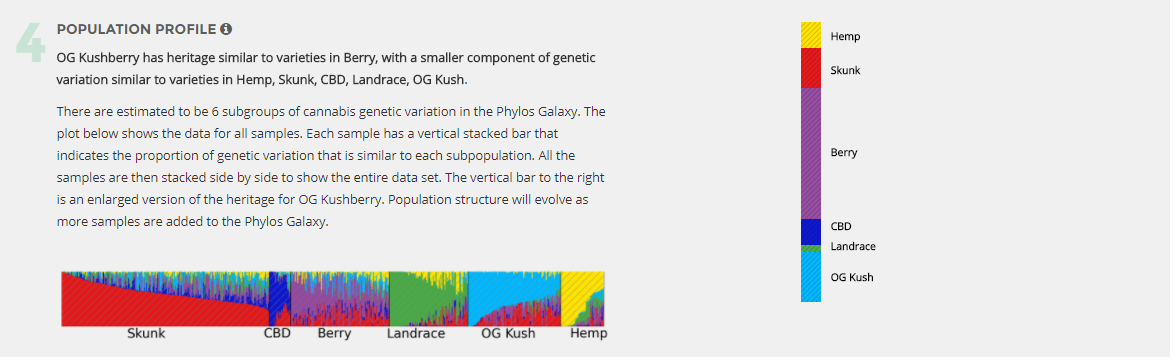 4
POPULATION PROFILE
OG Kushberry has heritage similar to varieties in Berry, with a smaller component of genetic
variation similar to varieties in Hemp, Skunk, CBD, Landrace, OG Kush.
There are estimated to be 6 subgroups of cannabis genetic variation in the Phylos Galaxy. The
plot below shows the data for all samples. Each sample has a vertical stacked bar that
indicates the proportion of genetic variation that is similar to each subpopulation. All the
samples are then stacked side by side to show the entire data set. The vertical bar to the right
is an enlarged version of the heritage for OG Kushberry. Population structure will evolve as
more samples are added to the Phylos Galaxy.
Skunk CBD Berry Landrace OG Kush Hemp
Hemp
Skunk
Berry
CBD
Landrace
OG Kush